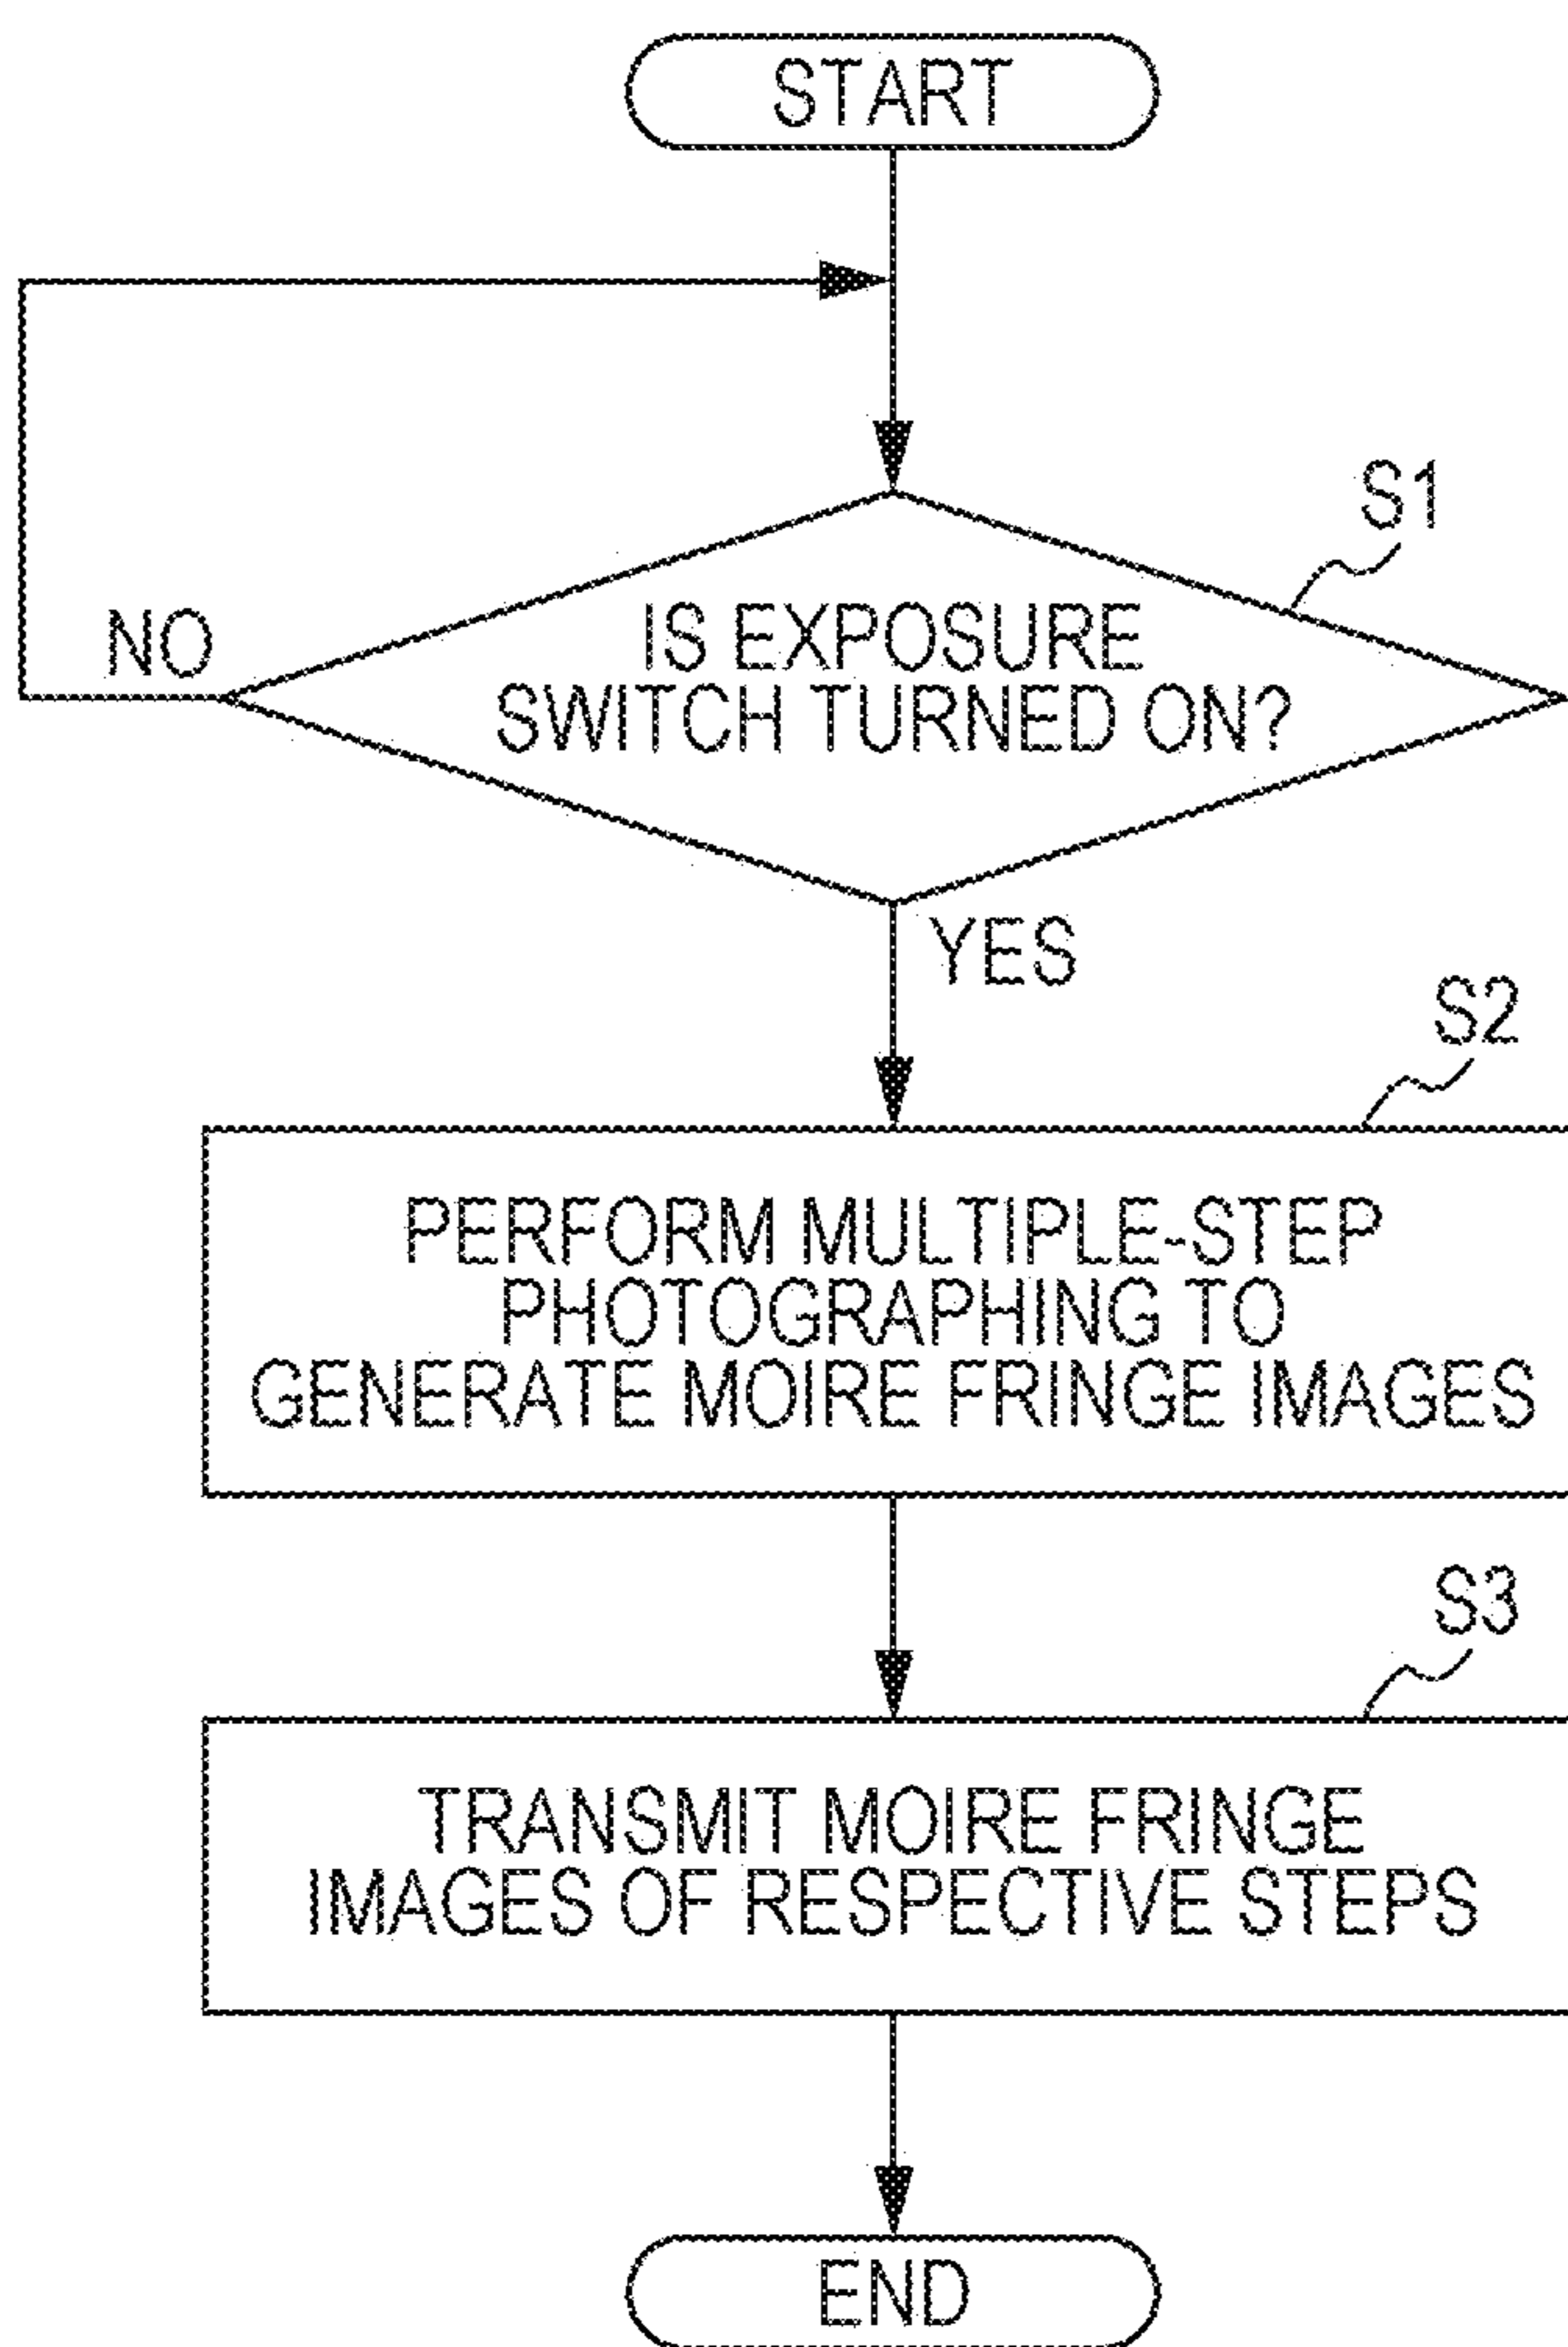 START
S1
IS EXPOSURE
SWITCH TURNED ON?
NO
YES
S2
PERFORM MULTIPLE-STEP
PHOTOGRAPHING TO
GENERATE MOIRE FRINGE IMAGES
S3
TRANSMIT MOIRE FRINGE
IMAGES OF RESPECTIVE STEPS
END